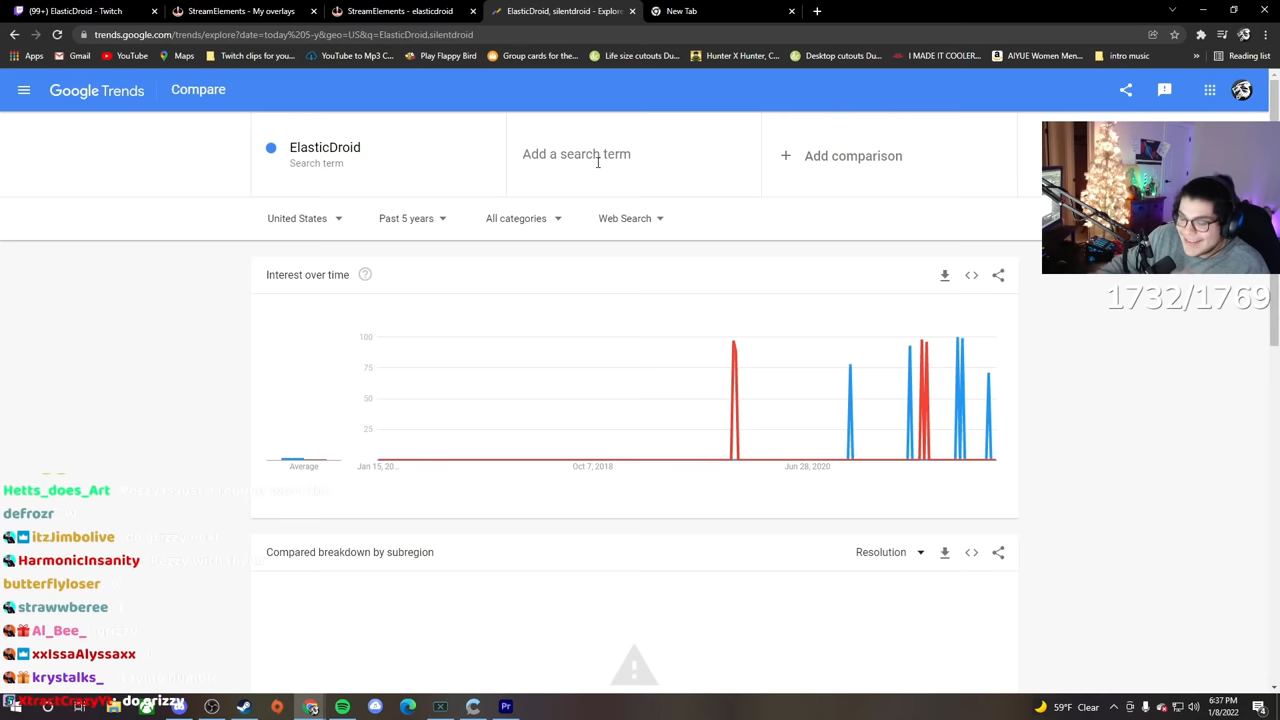 (99+) ElasticDroid - Twitch
StreamElements - My overlays
StreamElements - elasticdroid
ElasticDroid, silentdroid - Explore
New Tab
trends.google.com/trends/explore?date=today%205-y&geo=US&q=ElasticDroid,silentdroid
Apps
Gmail
YouTube
Maps
Twitch clips for you...
YouTube to Mp3 C...
Play Flappy Bird
Group cards for the...
Life size cutouts Du...
Hunter X Hunter, C...
Desktop cutouts D...
I MADE IT COOLER...
AIYUE Women Men...
intro music
»
Reading list
Google Trends
Compare
ElasticDroid
Search term
Add a search term
+ Add comparison
United States
Past 5 years
All categories
Web Search
1732/1769
Interest over time
100
75
50
25
Average
Jan 15, 20...
Oct 7, 2018
Jun 28, 2020
Compared breakdown by subregion
Resolution
Hetts_does_Art
defrozr
itzJimbolive
HarmonicInsanity
butterflyloser
strawwberee
Al_Bee_
xxIssaAlyssaxx
krystalks_
XtractCrazyYt: do grizzy
59°F Clear
6:37 PM
1/8/2022